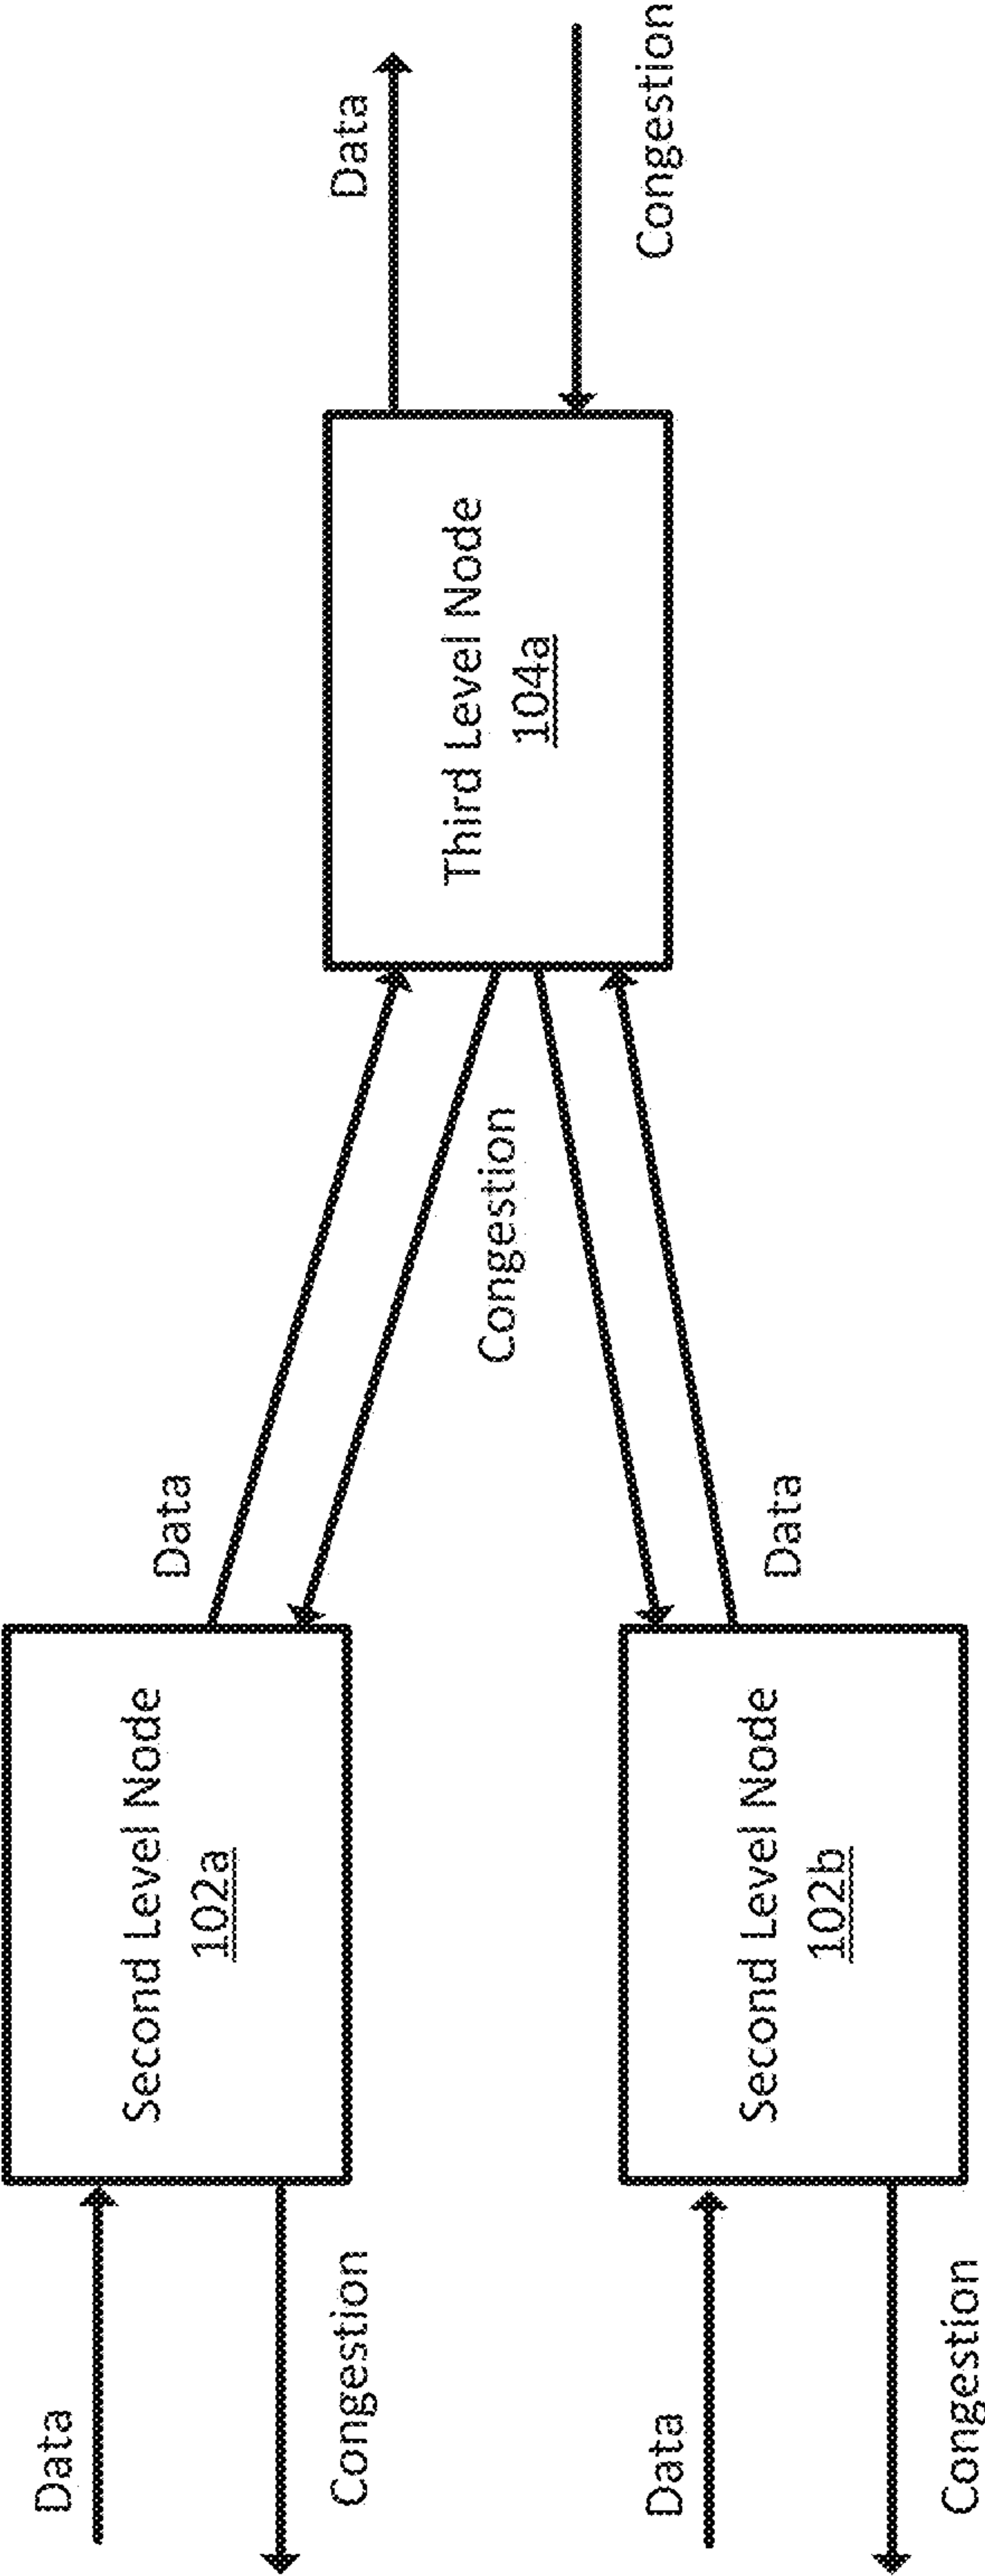 Data
Congestion
Second Level Node
102a
Data
Congestion
Third Level Node
104a
Data
Congestion
Data
Congestion
Second Level Node
102b
Data